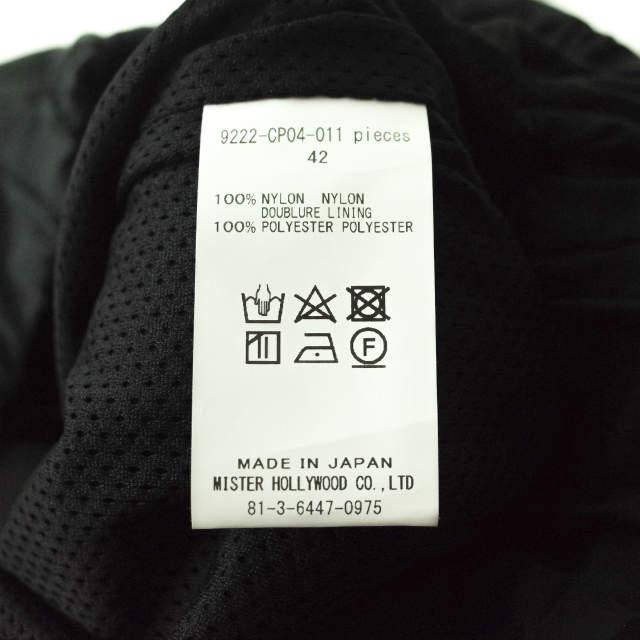 9222-CP04-011 pieces
42
100% NYLON NYLON
DOUBLURE LINING
100% POLYESTER POLYESTER
F
MADE IN JAPAN
MISTER HOLLYWOOD CO.,LTD
81-3-6447-0975